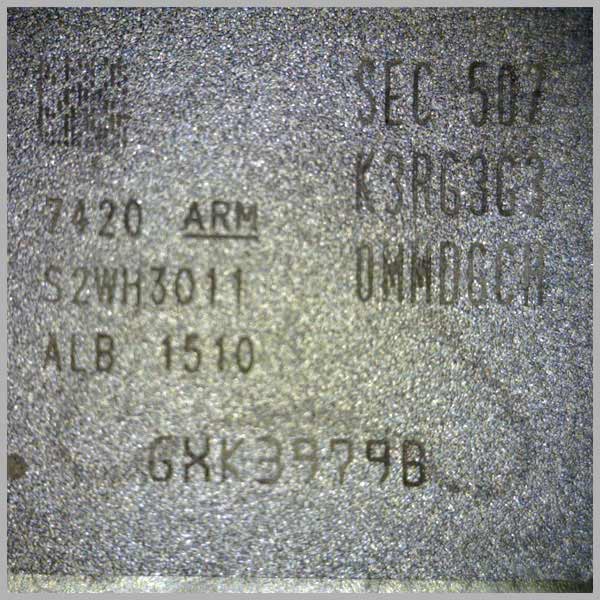 SEC 507
K3RG3G3
0MMDGCH
7420 ARM
S2WH3011
ALB 1510
GXK3979B